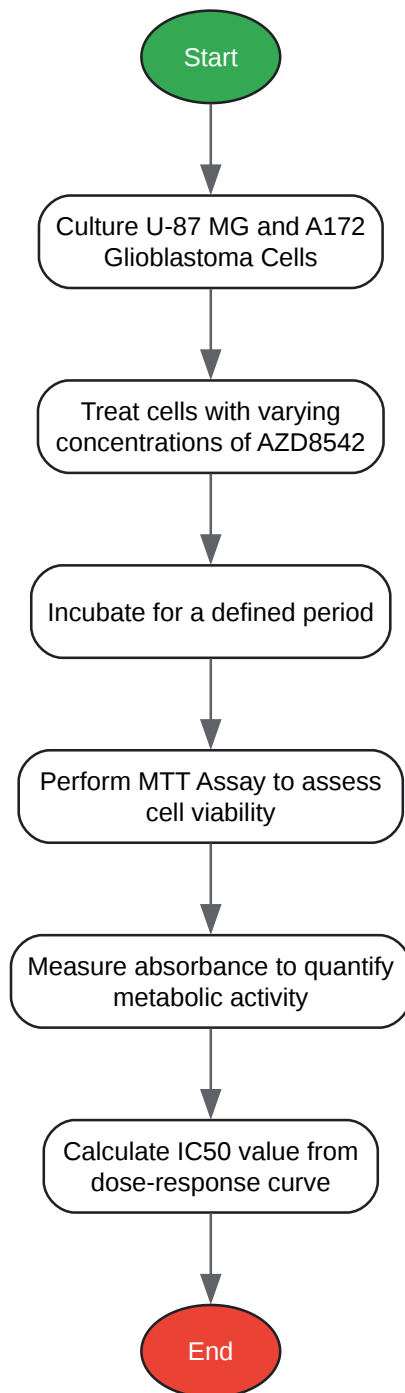 Start
Culture U-87 MG and A172
Glioblastoma Cells
Treat cells with varying
concentrations of AZD8542
Incubate for a defined period
Perform MTT Assay to assess
cell viability
Measure absorbance to quantify
metabolic activity
Calculate IC50 value from
dose-response curve
End